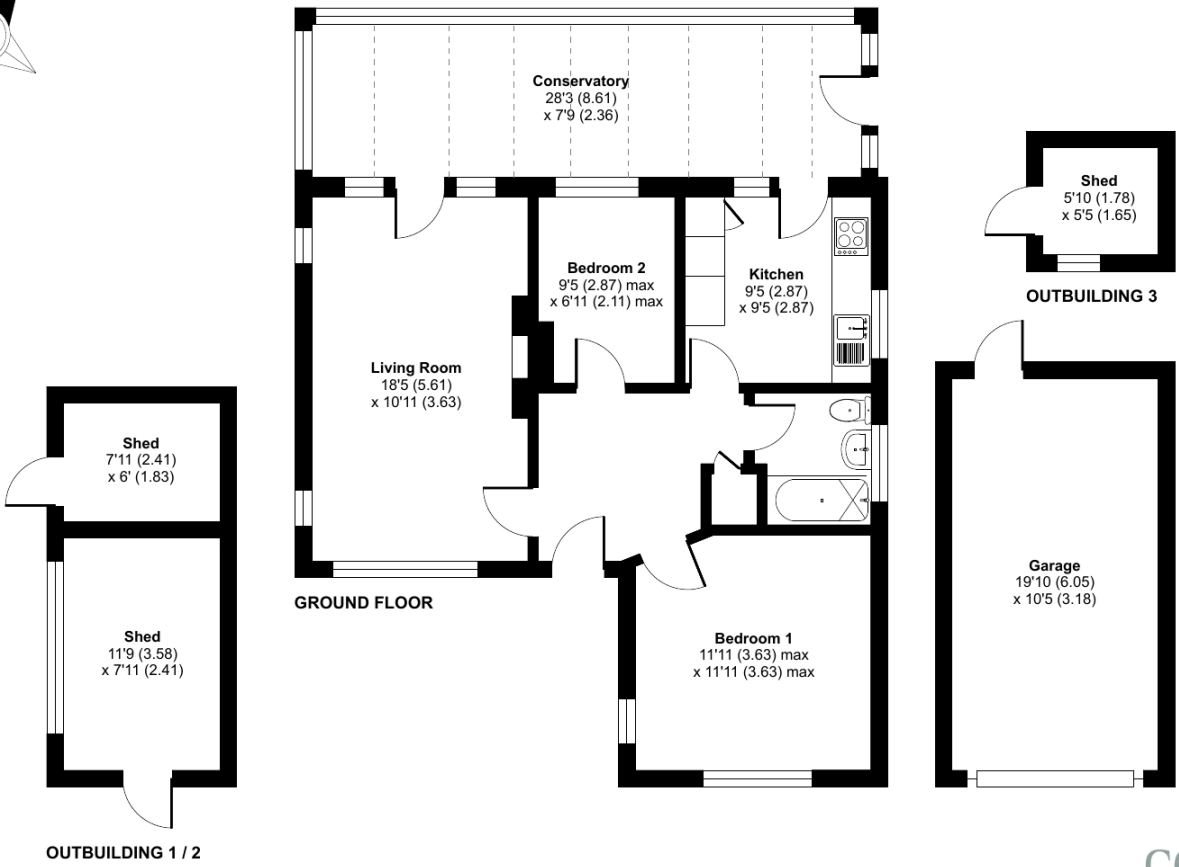 Conservatory
28'3 (8.61)
x 7'9 (2.36)
Shed
5'10 (1.78)
x 5'5 (1.65)
OUTBUILDING 3
Bedroom 2
9'5 (2.87) max
x 6'11 (2.11) max
Kitchen
9'5 (2.87)
x 9'5 (2.87)
Living Room
18'5 (5.61)
x 10'11 (3.63)
Shed
7'11 (2.41)
x 6' (1.83)
Garage
19'10 (6.05)
x 10'5 (3.18)
GROUND FLOOR
Shed
11'9 (3.58)
x 7'11 (2.41)
Bedroom 1
11'11 (3.63) max
x 11'11 (3.63) max
OUTBUILDING 1 / 2